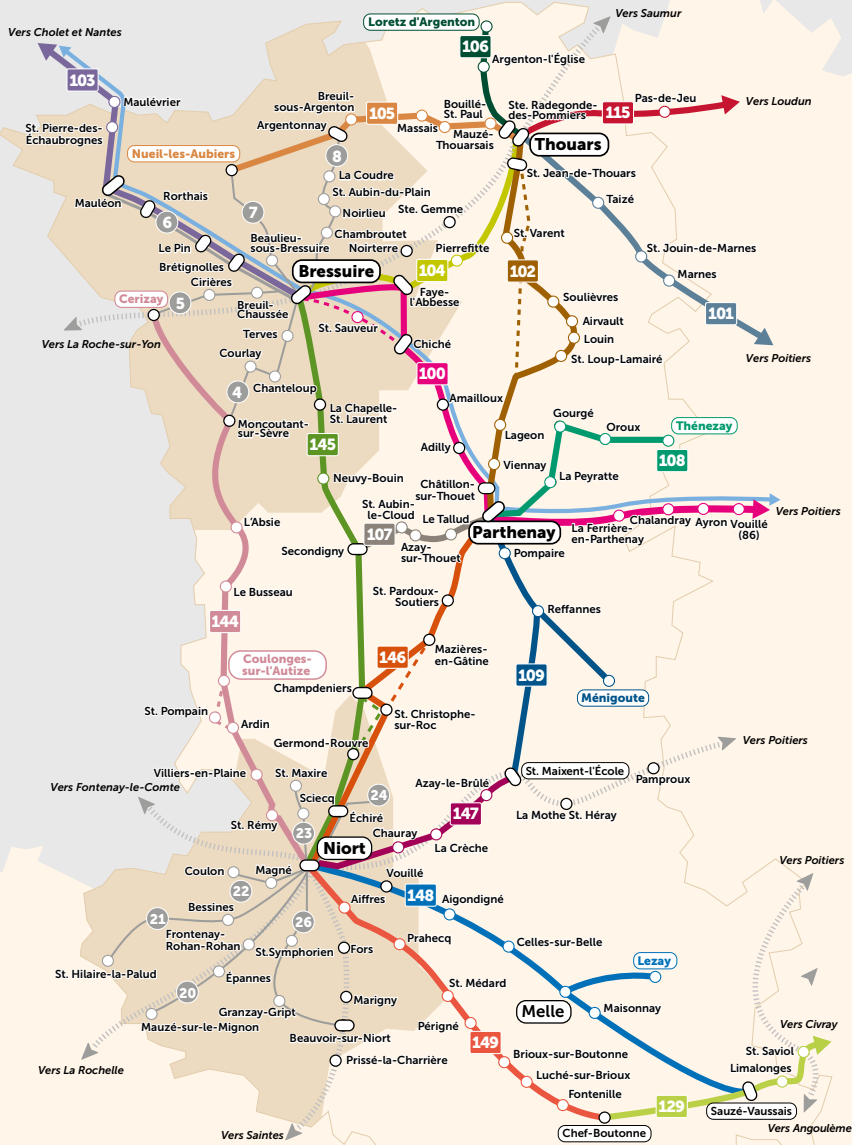 Loretz d'Argenton
Vers Saumur
Vers Cholet et Nantes
106
Argenton-l'Église
103
Maulévrier
Breuil-
sous-Argenton
105
Bouillé-
St. Paul
Ste. Radegonde-
des-Pommiers
115
Pas-de-Jeu
Vers Loudun
St. Pierre-des-
Échaubrognes
Argentonnay
Massais
Mauzé-
Thouarsais
Thouars
Nueil-les-Aubiers
8
La Coudre
St. Jean-de-Thouars
Mauléon
Rorthais
St. Aubin-du-Plain
Taizé
6
7
Noirlieu
Ste. Gemme
Le Pin
Beaulieu-
sous-Bressuire
Chambroutet
St. Varent
Brétignolles
Noirterre
Pierrefitte
St. Jouin-de-Marnes
Bressuire
104
102
Marnes
Cirières
Faye-
l'Abbesse
Cerizay
5
Breuil-
Chaussée
Soulièvres
101
St. Sauveur
Airvault
Vers La Roche-sur-Yon
Terves
Chiché
Louin
Vers Poitiers
Courlay
St. Loup-Lamairé
100
4
Chanteloup
Amailloux
La Chapelle-
St. Laurent
Gourgé
Moncoutant-
sur-Sèvre
Oroux
Thénezay
145
Lageon
Adilly
108
Viennay
Neuvy-Bouin
La Peyratte
Châtillon-
sur-Thouet
St. Aubin-
le-Cloud
Vers Poitiers
L'Absie
Le Tallud
107
Parthenay
La Ferrière-
en-Parthenay
Chalandray
Ayron
Vouillé
(86)
Secondigny
Azay-
sur-Thouet
Pompaire
Le Busseau
St. Pardoux-
Soutiers
Reffannes
144
Mazières-
en-Gâtine
146
Coulonges-
sur-l'Autize
109
Champdeniers
Ménigoute
St. Pompain
Ardin
St. Christophe-
sur-Roc
Germond-Rouvre
Vers Poitiers
Villiers-en-Plaine
St. Maxire
St. Maixent-l'École
Pamproux
Vers Fontenay-le-Comte
Azay-le-Brûlé
Sciecq
24
La Mothe St. Héray
St. Rémy
Échiré
147
23
Chauray
Niort
La Crèche
Coulon
Magné
Vouillé
Vers Poitiers
22
148
Bessines
Aiffres
Aigondigné
21
26
Frontenay-
Rohan-Rohan
St.Symphorien
Fors
Prahecq
Celles-sur-Belle
St. Hilaire-la-Palud
Épannes
Lezay
20
St. Médard
Marigny
Granzay-Gript
Melle
Maisonnay
Mauzé-sur-le-Mignon
Périgné
Vers Civray
Beauvoir-sur-Niort
149
St. Saviol
Prissé-la-Charrière
Brioux-sur-Boutonne
Limalonges
Vers La Rochelle
Luché-sur-Brioux
Fontenille
129
Sauzé-Vaussais
Chef-Boutonne
Vers Angoulème
Vers Saintes